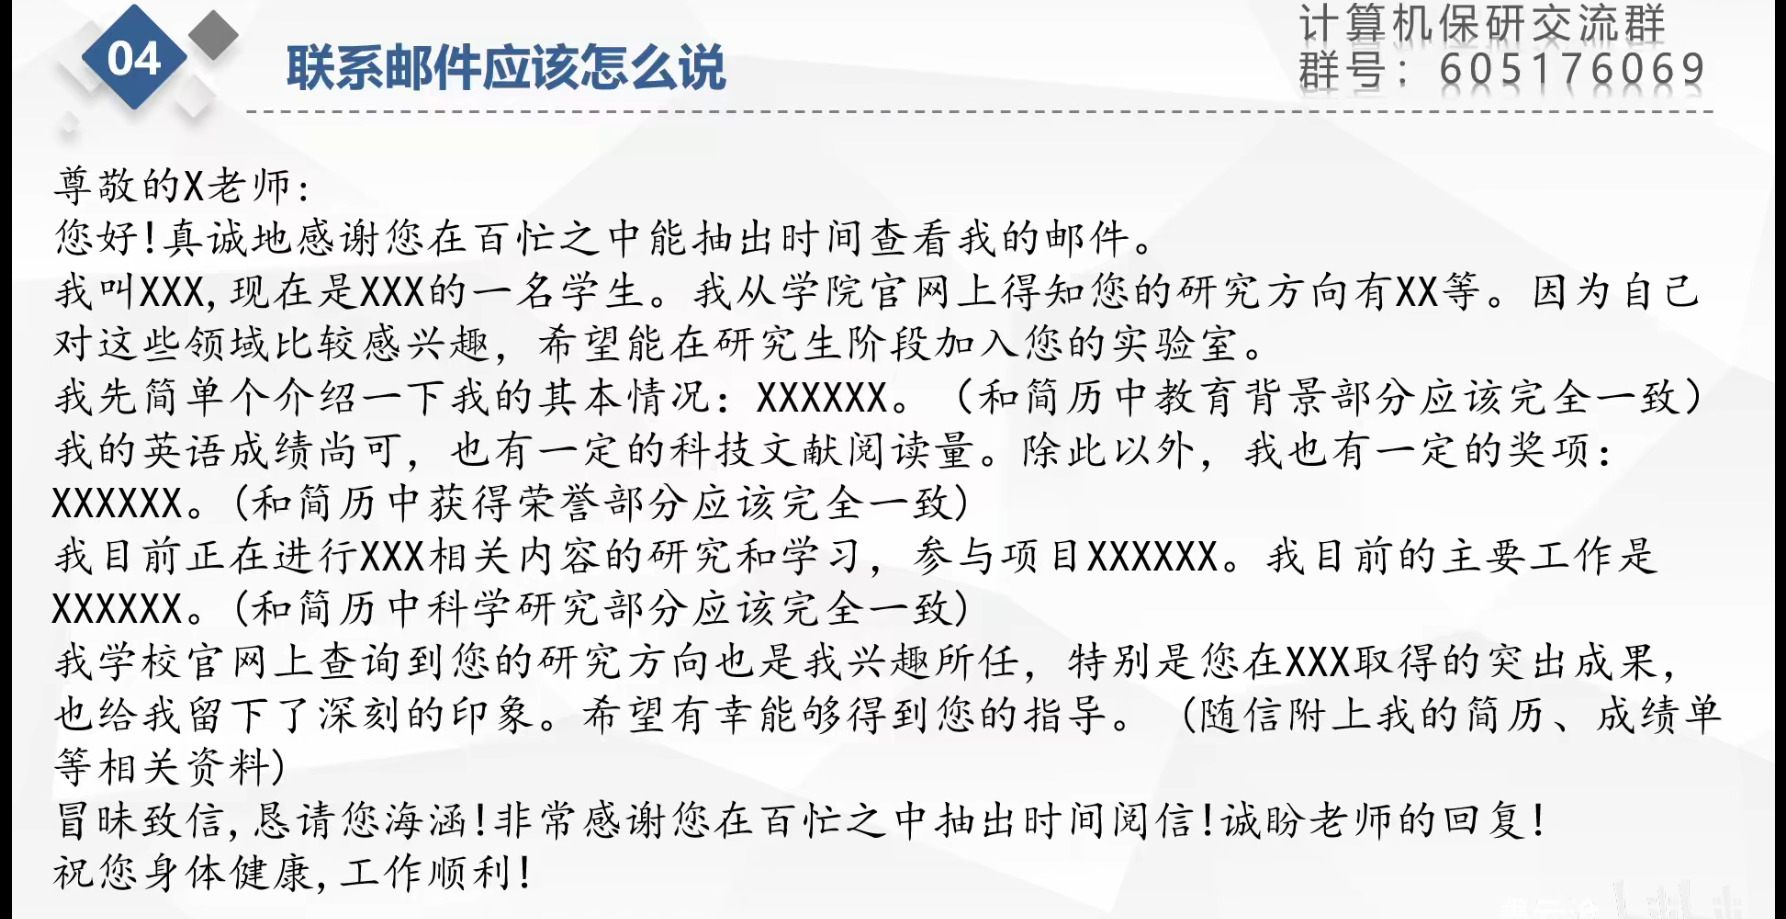 04
联系邮件应该怎么说
计算机保研交流群
群号：605176069
尊敬的X老师：
您好！真诚地感谢您在百忙之中能抽出时间查看我的邮件。
我叫XXX，现在是XXX的一名学生。我从学院官网上得知您的研究方向有XX等。因为自己
对这些领域比较感兴趣，希望能在研究生阶段加入您的实验室。
我先简单个介绍一下我的其本情况：XXXXXX。（和简历中教育背景部分应该完全一致）
我的英语成绩尚可，也有一定的科技文献阅读量。除此以外，我也有一定的奖项：
XXXXXX。(和简历中获得荣誉部分应该完全一致)
我目前正在进行XXX相关内容的研究和学习，参与项目XXXXXX。我目前的主要工作是
XXXXXX。(和简历中科学研究部分应该完全一致)
我学校官网上查询到您的研究方向也是我兴趣所任，特别是您在XXX取得的突出成果，
也给我留下了深刻的印象。希望有幸能够得到您的指导。（随信附上我的简历、成绩单
等相关资料)
冒昧致信,恳请您海涵!非常感谢您在百忙之中抽出时间阅信!诚盼老师的回复!
祝您身体健康,工作顺利!